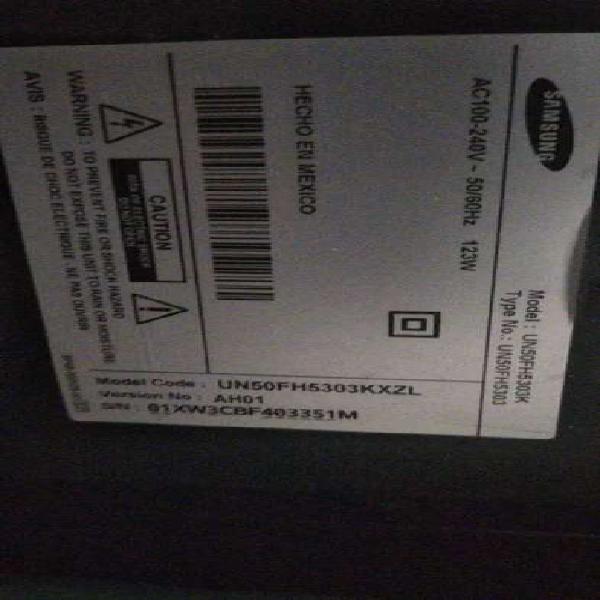 SAMSUNG
Model : UN50FH5303K
Type No.: UN50FH5303
AC100-240V ~ 50/60Hz 123W
HECHO EN MEXICO
CAUTION
WARNING : TO PREVENT FIRE OR SHOCK HAZARD
DO NOT EXPOSE THIS UNIT TO RAIN OR MOISTURE
AVIS : RISQUE DE CHOC ELECTRIQUE . NE PAS OUVRIR
Model Code : UN50FH5303KXZL
Version No : AH01
S/N : 01XW3CBF403351M